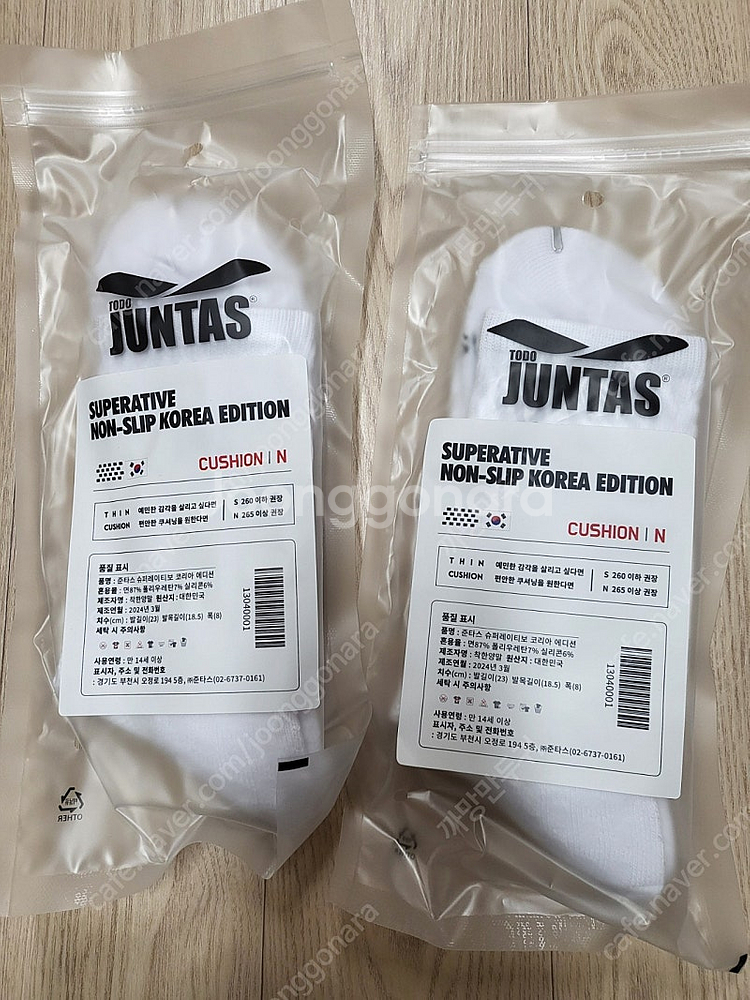 TODO
JUNTAS
SUPERATIVE
NON-SLIP KOREA EDITION
CUSHION | N
THIN 예민한 감각을 살리고 싶다면
CUSHION 편안한 쿠셔닝을 원한다면
S 260 이하 권장
N 265 이상 권장
품질 표시
품명 : 준타스 슈퍼레이티브 코리아 에디션
혼용율 : 면87% 폴리우레탄7% 실리콘6%
제조자명 : 착한양말 원산지 : 대한민국
제조연월 : 2024년 3월
치수(cm) : 발길이(23) 발목길이(18.5) 폭(8)
세탁 시 주의사항
사용연령 : 만 14세 이상
표시자, 주소 및 전화번호
: 경기도 부천시 오정로 194 5층, ㈜준타스(02-6737-0161)
13040001
OTHER
TODO
JUNTAS
SUPERATIVE
NON-SLIP KOREA EDITION
CUSHION | N
THIN 예민한 감각을 살리고 싶다면
CUSHION 편안한 쿠셔닝을 원한다면
S 260 이하 권장
N 265 이상 권장
품질 표시
품명 : 준타스 슈퍼레이티브 코리아 에디션
혼용율 : 면87% 폴리우레탄7% 실리콘6%
제조자명 : 착한양말 원산지 : 대한민국
제조연월 : 2024년 3월
치수(cm) : 발길이(23) 발목길이(18.5) 폭(8)
세탁 시 주의사항
사용연령 : 만 14세 이상
표시자, 주소 및 전화번호
: 경기도 부천시 오정로 194 5층, ㈜준타스(02-6737-0161)
13040001
joonggonara
cafe.naver.com/joonggonara
깨망만두귀